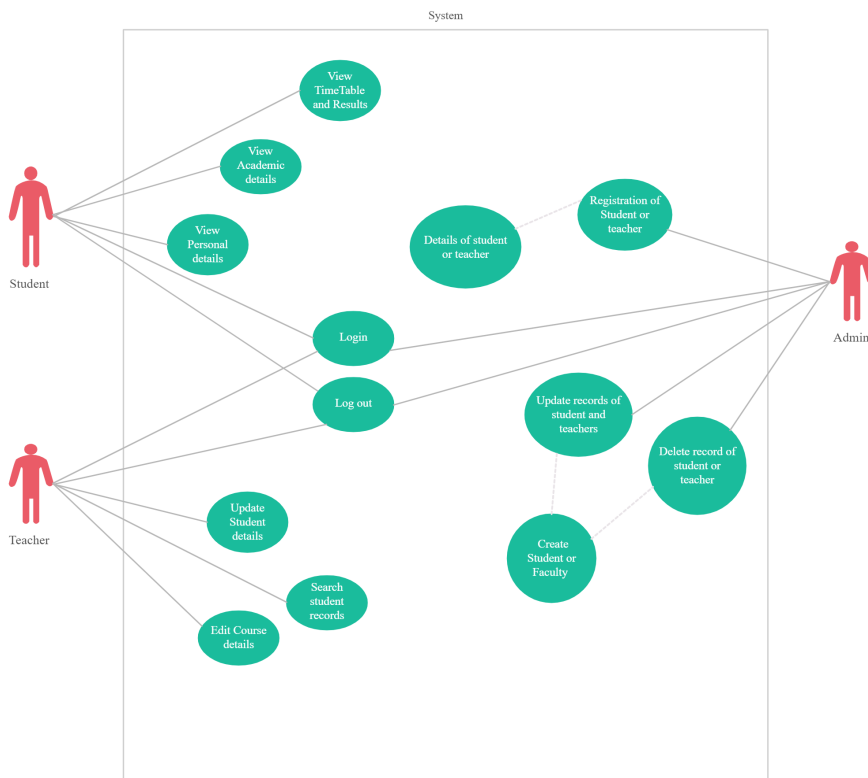 System
View
TimeTable
and Results
View
Academic
details
Registration of
Student or
teacher
View
Personal
details
Details of student
or teacher
Student
Login
Admin
Log out
Update records of
student and
teachers
Delete record of
student or
teacher
Teacher
Update
Student
details
Create
Student or
Faculty
Search
student
records
Edit Course
details